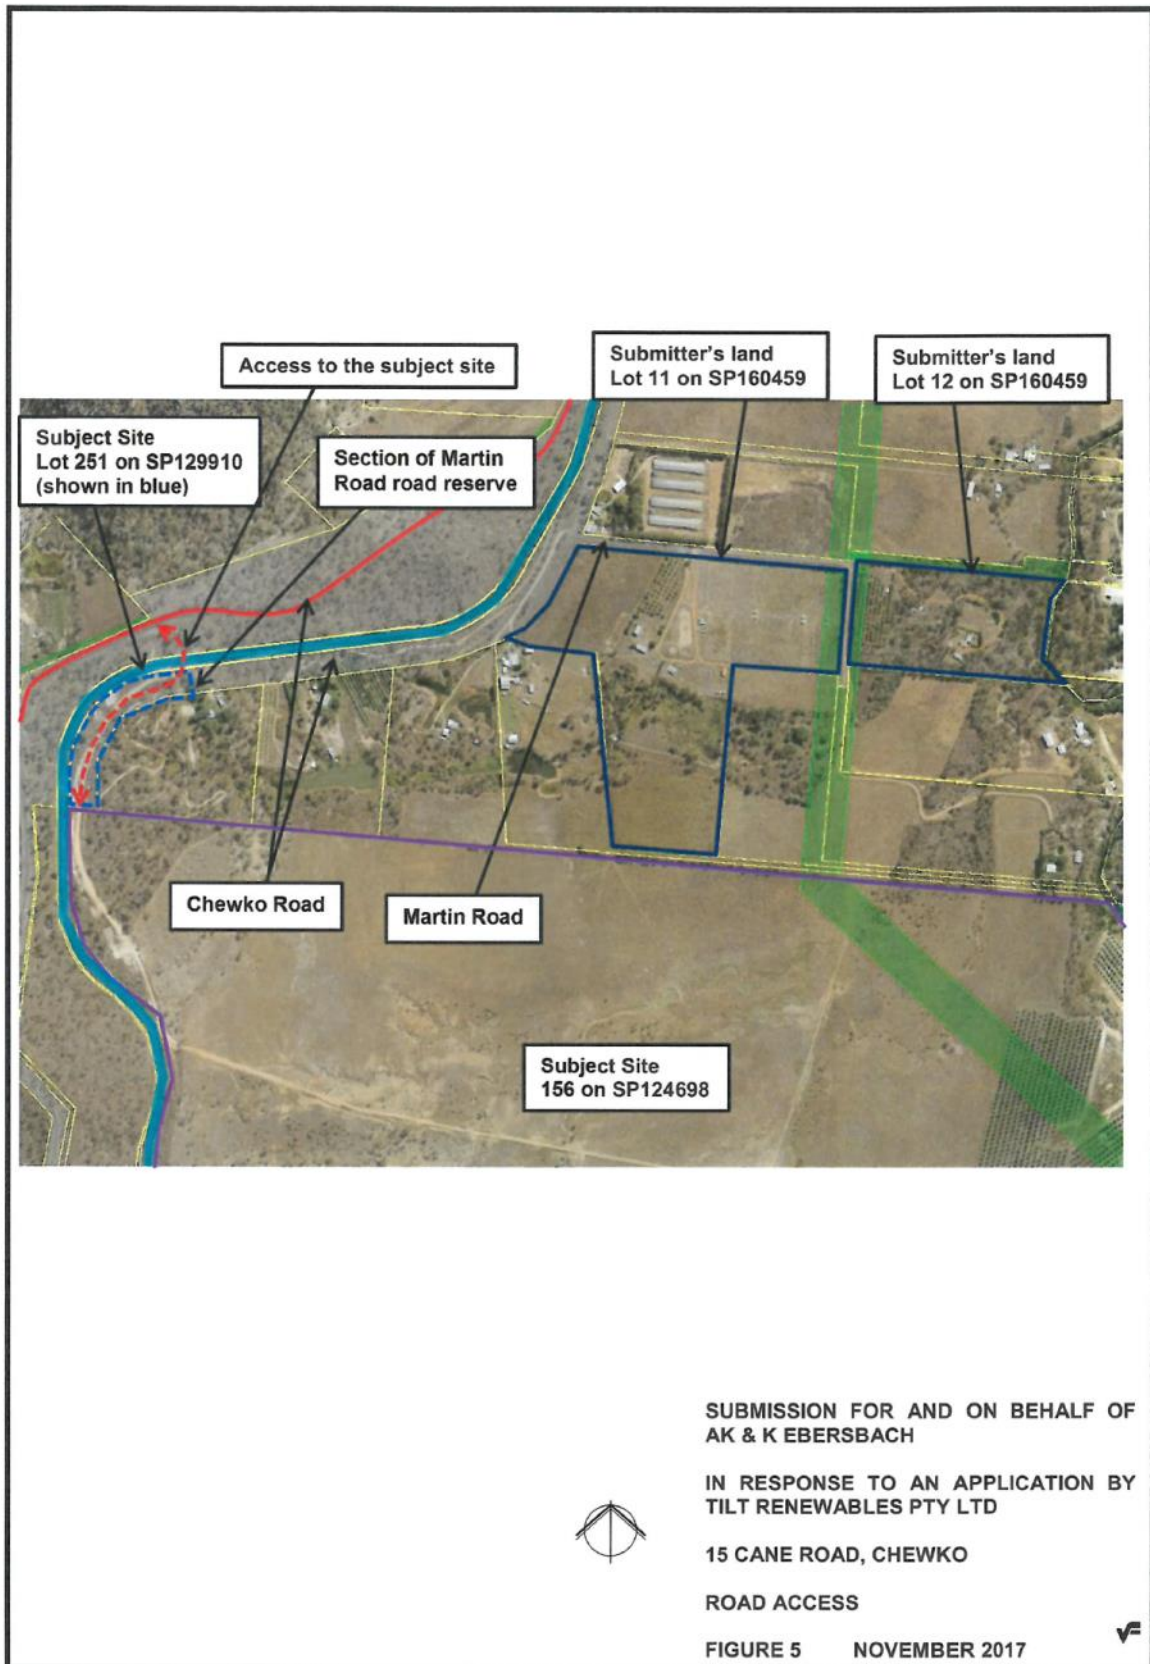 Access to the subject site
Submitter's land
Lot 11 on SP160459
Submitter's land
Lot 12 on SP160459
Subject Site
Lot 251 on SP129910
(shown in blue)
Section of Martin
Road road reserve
Chewko Road
Martin Road
Subject Site
156 on SP124698
SUBMISSION FOR AND ON BEHALF OF
AK & K EBERSBACH
IN RESPONSE TO AN APPLICATION BY
TILT RENEWABLES PTY LTD
15 CANE ROAD, CHEWKO
ROAD ACCESS
FIGURE 5 NOVEMBER 2017